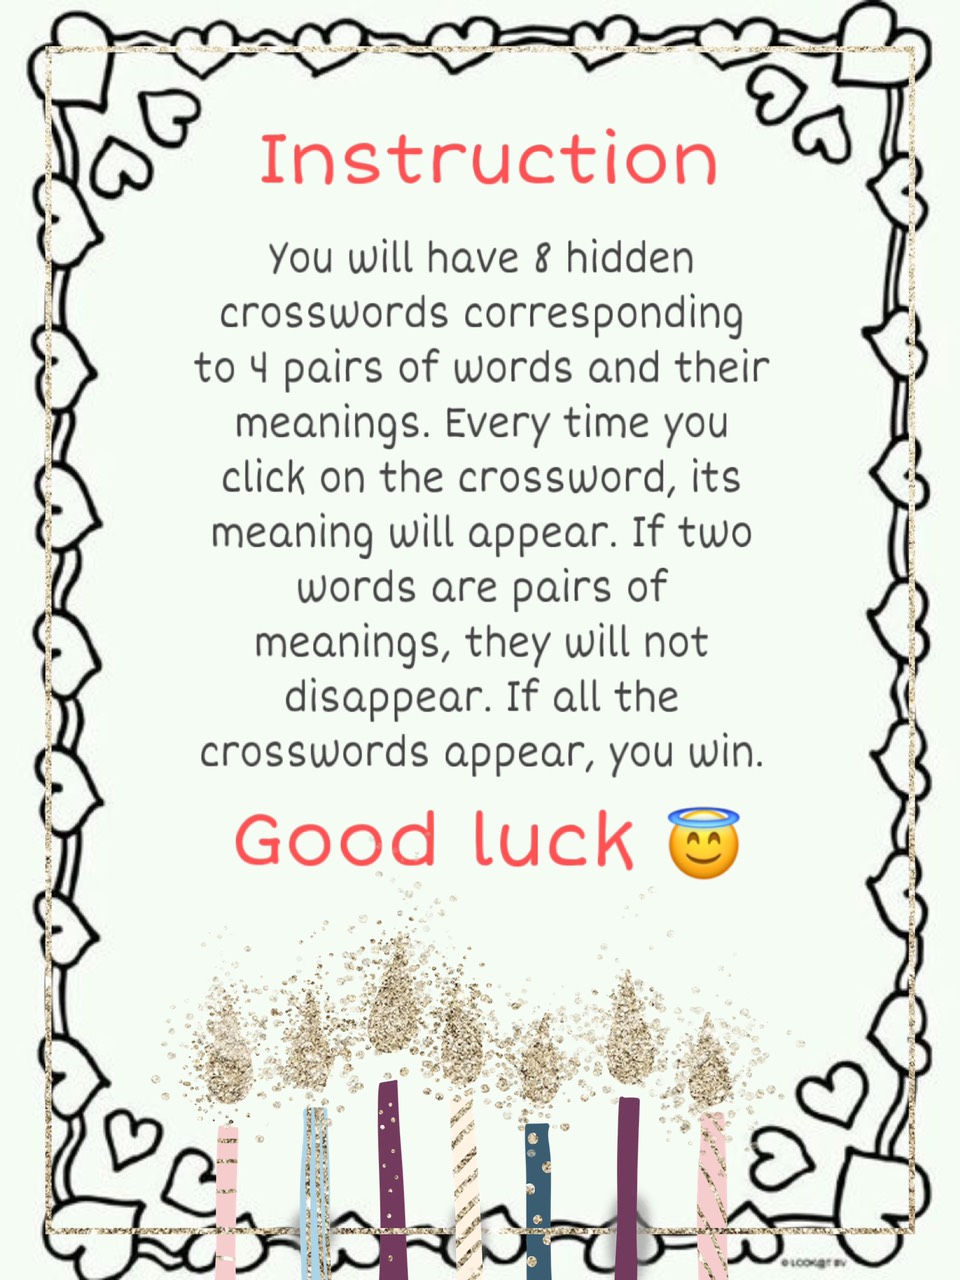 Instruction
You will have 8 hidden
crosswords corresponding
to 4 pairs of words and their
meanings. Every time you
click on the crossword, its
meaning will appear. If two
words are pairs of
meanings, they will not
disappear. If all the
crosswords appear, you win.
Good luck 😇
© LOOK@T BV